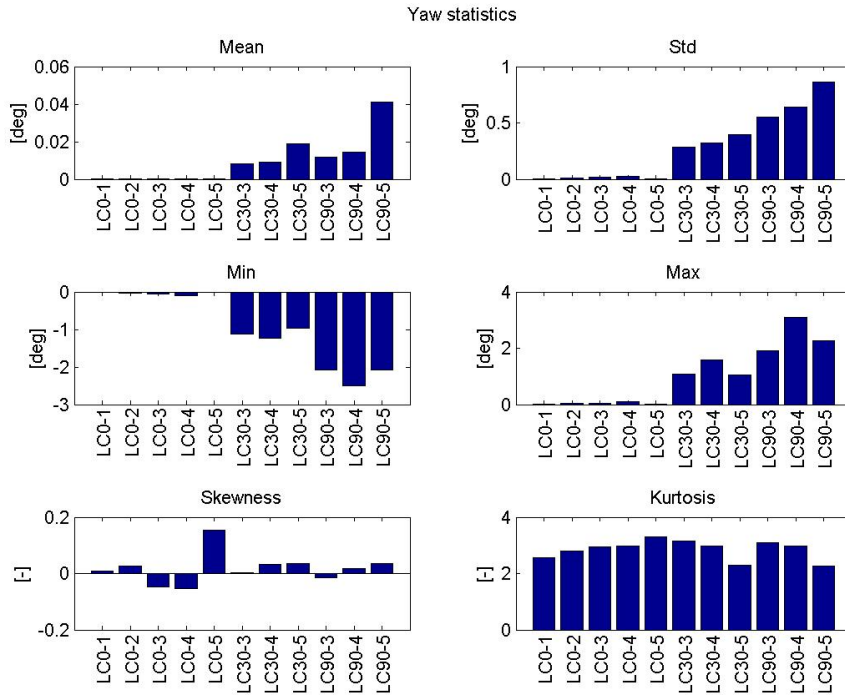 Yaw statistics
Mean
[deg]
0.06
0.04
0.02
0
LC0-1
LC0-2
LC0-3
LC0-4
LC0-5
LC30-3
LC30-4
LC30-5
LC90-3
LC90-4
LC90-5
Std
[deg]
1
0.5
0
LC0-1
LC0-2
LC0-3
LC0-4
LC0-5
LC30-3
LC30-4
LC30-5
LC90-3
LC90-4
LC90-5
Min
[deg]
0
-1
-2
-3
LC0-1
LC0-2
LC0-3
LC0-4
LC0-5
LC30-3
LC30-4
LC30-5
LC90-3
LC90-4
LC90-5
Max
[deg]
4
2
0
LC0-1
LC0-2
LC0-3
LC0-4
LC0-5
LC30-3
LC30-4
LC30-5
LC90-3
LC90-4
LC90-5
Skewness
[-]
0.2
0
-0.2
LC0-1
LC0-2
LC0-3
LC0-4
LC0-5
LC30-3
LC30-4
LC30-5
LC90-3
LC90-4
LC90-5
Kurtosis
[-]
4
2
0
LC0-1
LC0-2
LC0-3
LC0-4
LC0-5
LC30-3
LC30-4
LC30-5
LC90-3
LC90-4
LC90-5